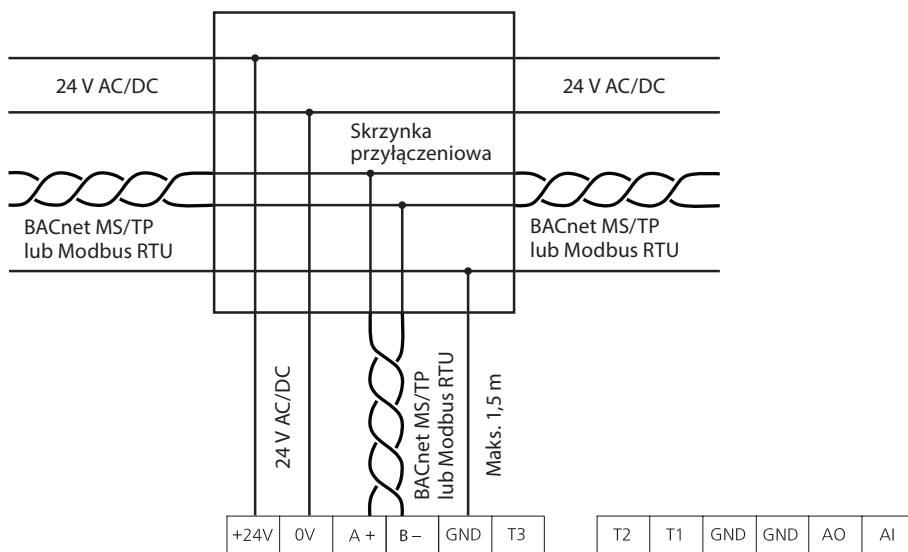 24 V AC/DC
24 V AC/DC
Skrzynka
przyłączeniowa
BACnet MS/TP
lub Modbus RTU
BACnet MS/TP
lub Modbus RTU
24 V AC/DC
BACnet MS/TP
lub Modbus RTU
Maks. 1,5 m
+24V 0V A + B – GND T3 T2 T1 GND GND AO AI